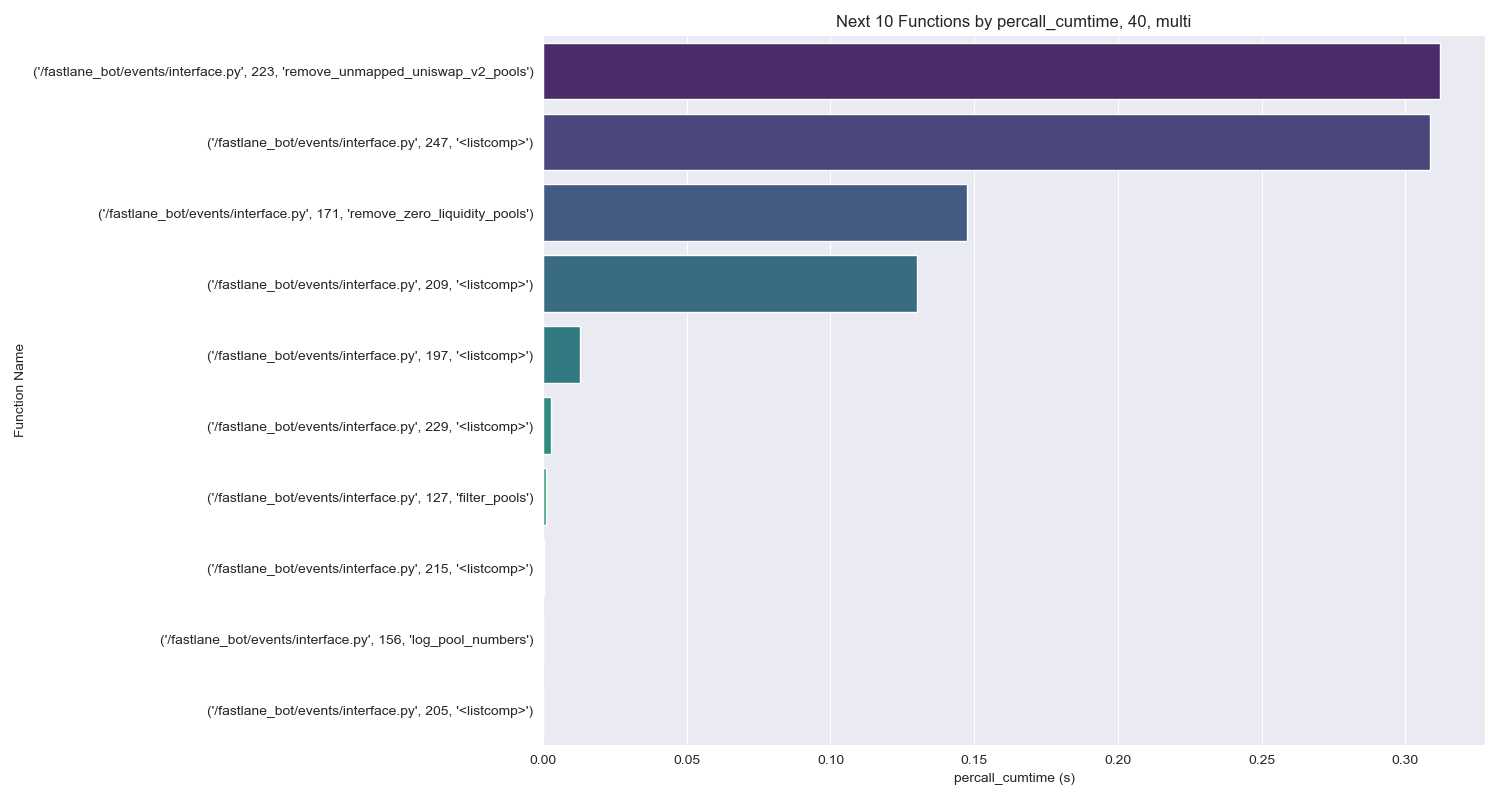 Next 10 Functions by percall_cumtime, 40, multi
('/fastlane_bot/events/interface.py', 223, 'remove_unmapped_uniswap_v2_pools')
('/fastlane_bot/events/interface.py', 247, '<listcomp>')
('/fastlane_bot/events/interface.py', 171, 'remove_zero_liquidity_pools')
('/fastlane_bot/events/interface.py', 209, '<listcomp>')
('/fastlane_bot/events/interface.py', 197, '<listcomp>')
('/fastlane_bot/events/interface.py', 229, '<listcomp>')
('/fastlane_bot/events/interface.py', 127, 'filter_pools')
('/fastlane_bot/events/interface.py', 215, '<listcomp>')
('/fastlane_bot/events/interface.py', 156, 'log_pool_numbers')
('/fastlane_bot/events/interface.py', 205, '<listcomp>')
Function Name
0.00 0.05 0.10 0.15 0.20 0.25 0.30
percall_cumtime (s)